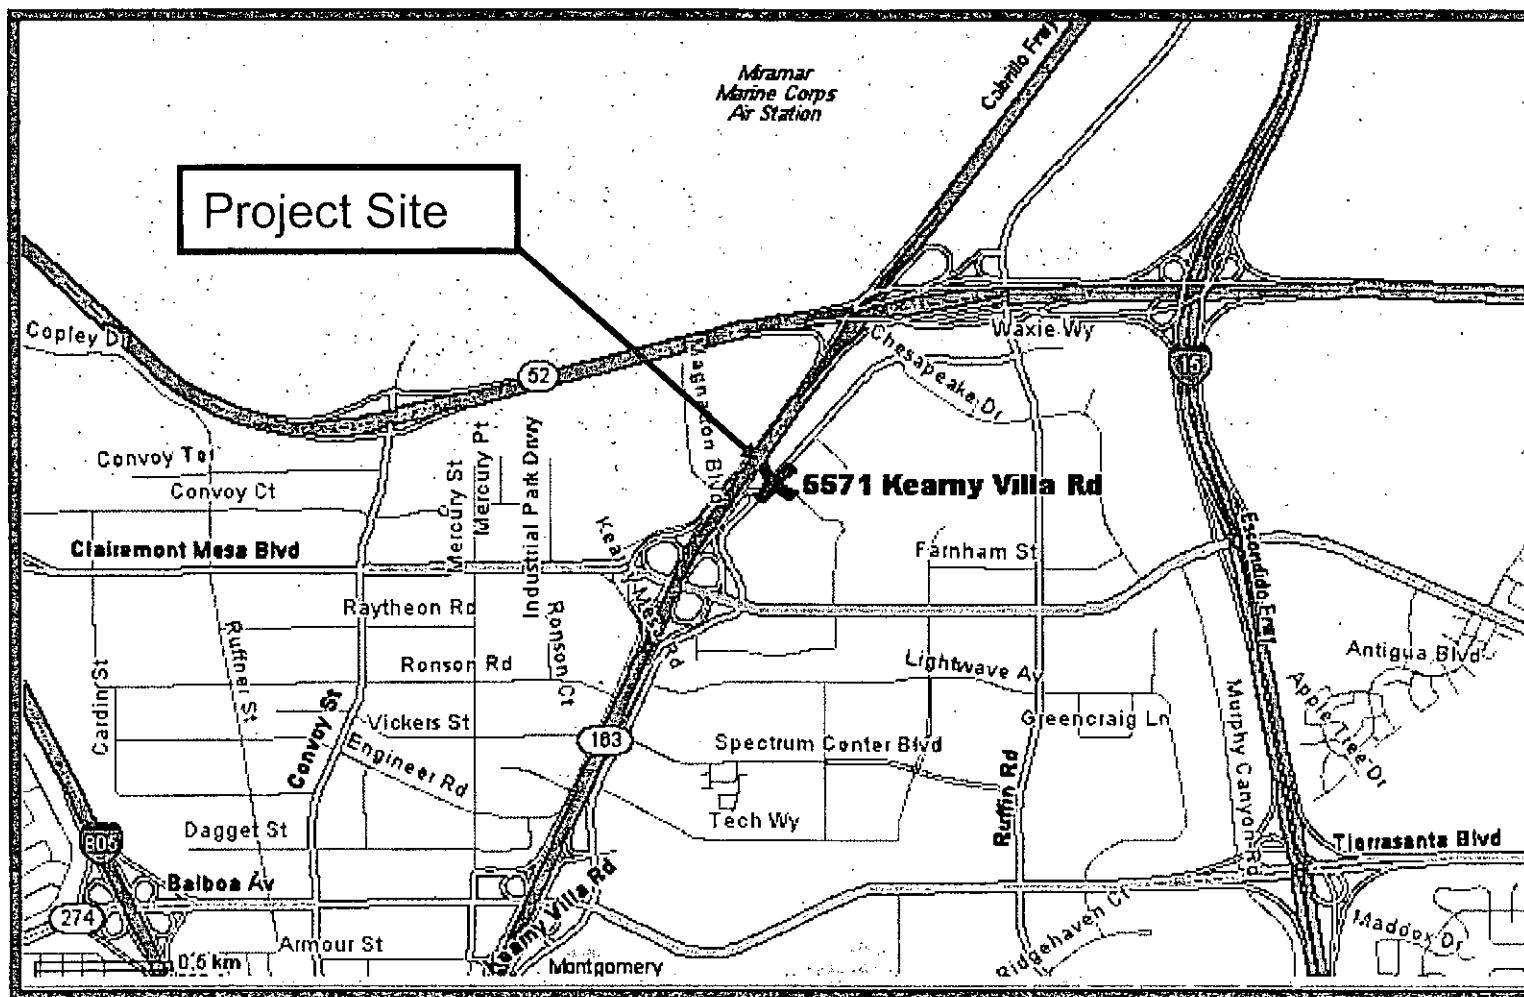 Miramar
Marine Corps
Air Station
Cabrillo Frwy
Project Site
Copley Dr
Waxie Wy
Chesapeake Dr
52
15
Magnatron Blvd
Convoy Ter
Convoy Ct
Mercury St
Mercury Pt
Industrial Park Drwy
5571 Kearny Villa Rd
Clairemont Mesa Blvd
Farnham St
Escondido Frwy
Raytheon Rd
Ruffner St
Ronson Rd
Ronson Ct
Mesa Rd
Lightwave Av
Antigua Blvd
Cardin St
Convoy St
Vickers St
Engineer Rd
163
Spectrum Center Blvd
Greencraig Ln
Murphy Canyon Rd
Apple Tree Dr
Ruffin Rd
Tech Wy
Dagget St
805
Tierrasanta Blvd
Balboa Av
274
Kearny Villa Rd
Ridgehaven Ct
Maddox Dr
Armour St
0.5 km
Montgomery